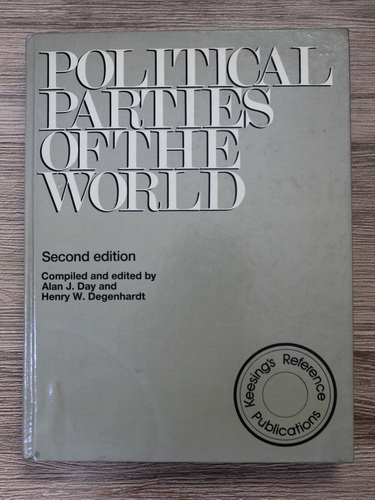 POLITICAL
PARTIES
OF THE
WORLD
Second edition
Compiled and edited by
Alan J. Day and
Henry W. Degenhardt
Keesing's Reference
Publications